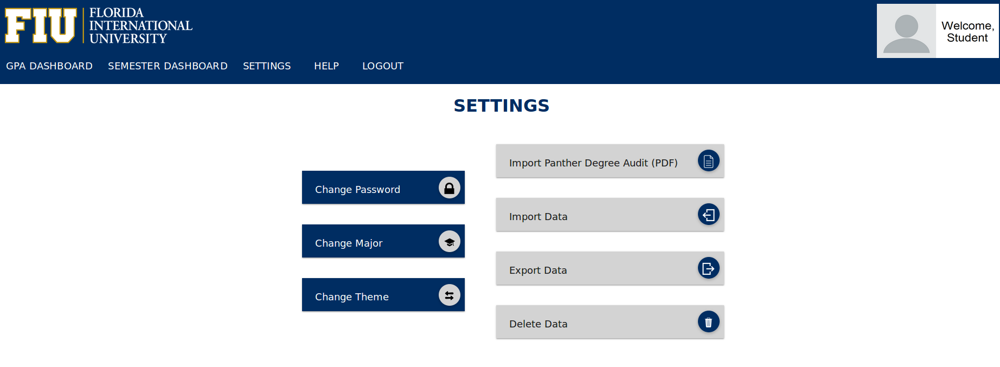 FIU
FLORIDA
INTERNATIONAL
UNIVERSITY
Welcome,
Student
GPA DASHBOARD SEMESTER DASHBOARD SETTINGS HELP LOGOUT
SETTINGS
Change Password
Change Major
Change Theme
Import Panther Degree Audit (PDF)
Import Data
Export Data
Delete Data